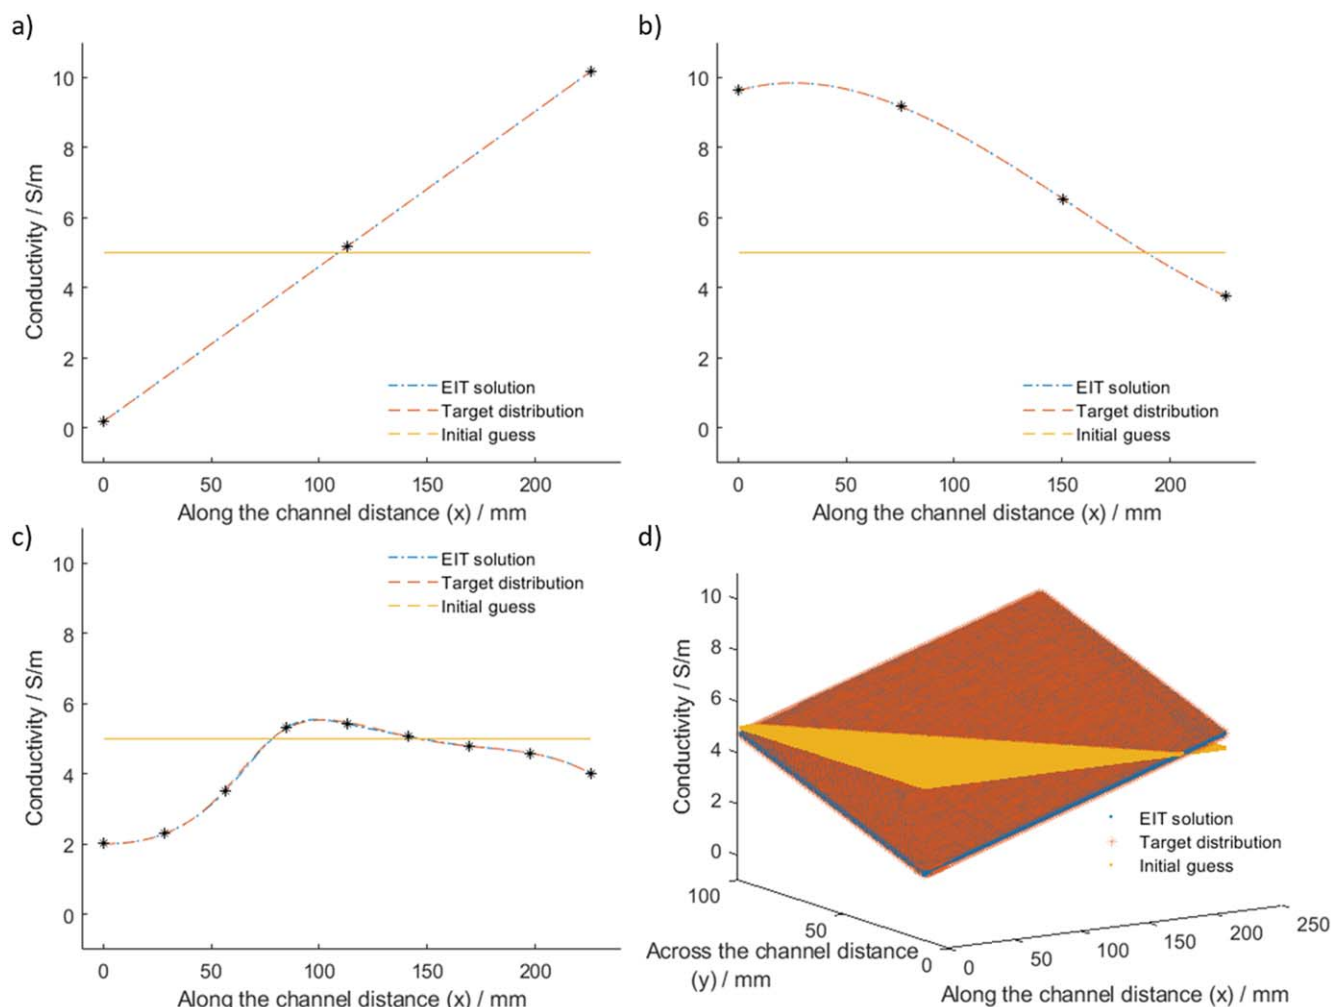 a)
10
8
6
4
2
0
Conductivity / S/m
EIT solution
Target distribution
Initial guess
0 50 100 150 200
Along the channel distance (x) / mm
b)
10
8
6
4
2
0
EIT solution
Target distribution
Initial guess
0 50 100 150 200
Along the channel distance (x) / mm
c)
10
8
6
4
2
0
Conductivity / S/m
EIT solution
Target distribution
Initial guess
0 50 100 150 200
Along the channel distance (x) / mm
d)
10
8
6
4
2
0
Conductivity / S/m
EIT solution
Target distribution
Initial guess
100
50
0
Across the channel distance
(y) / mm
0 50 100 150 200 250
Along the channel distance (x) / mm